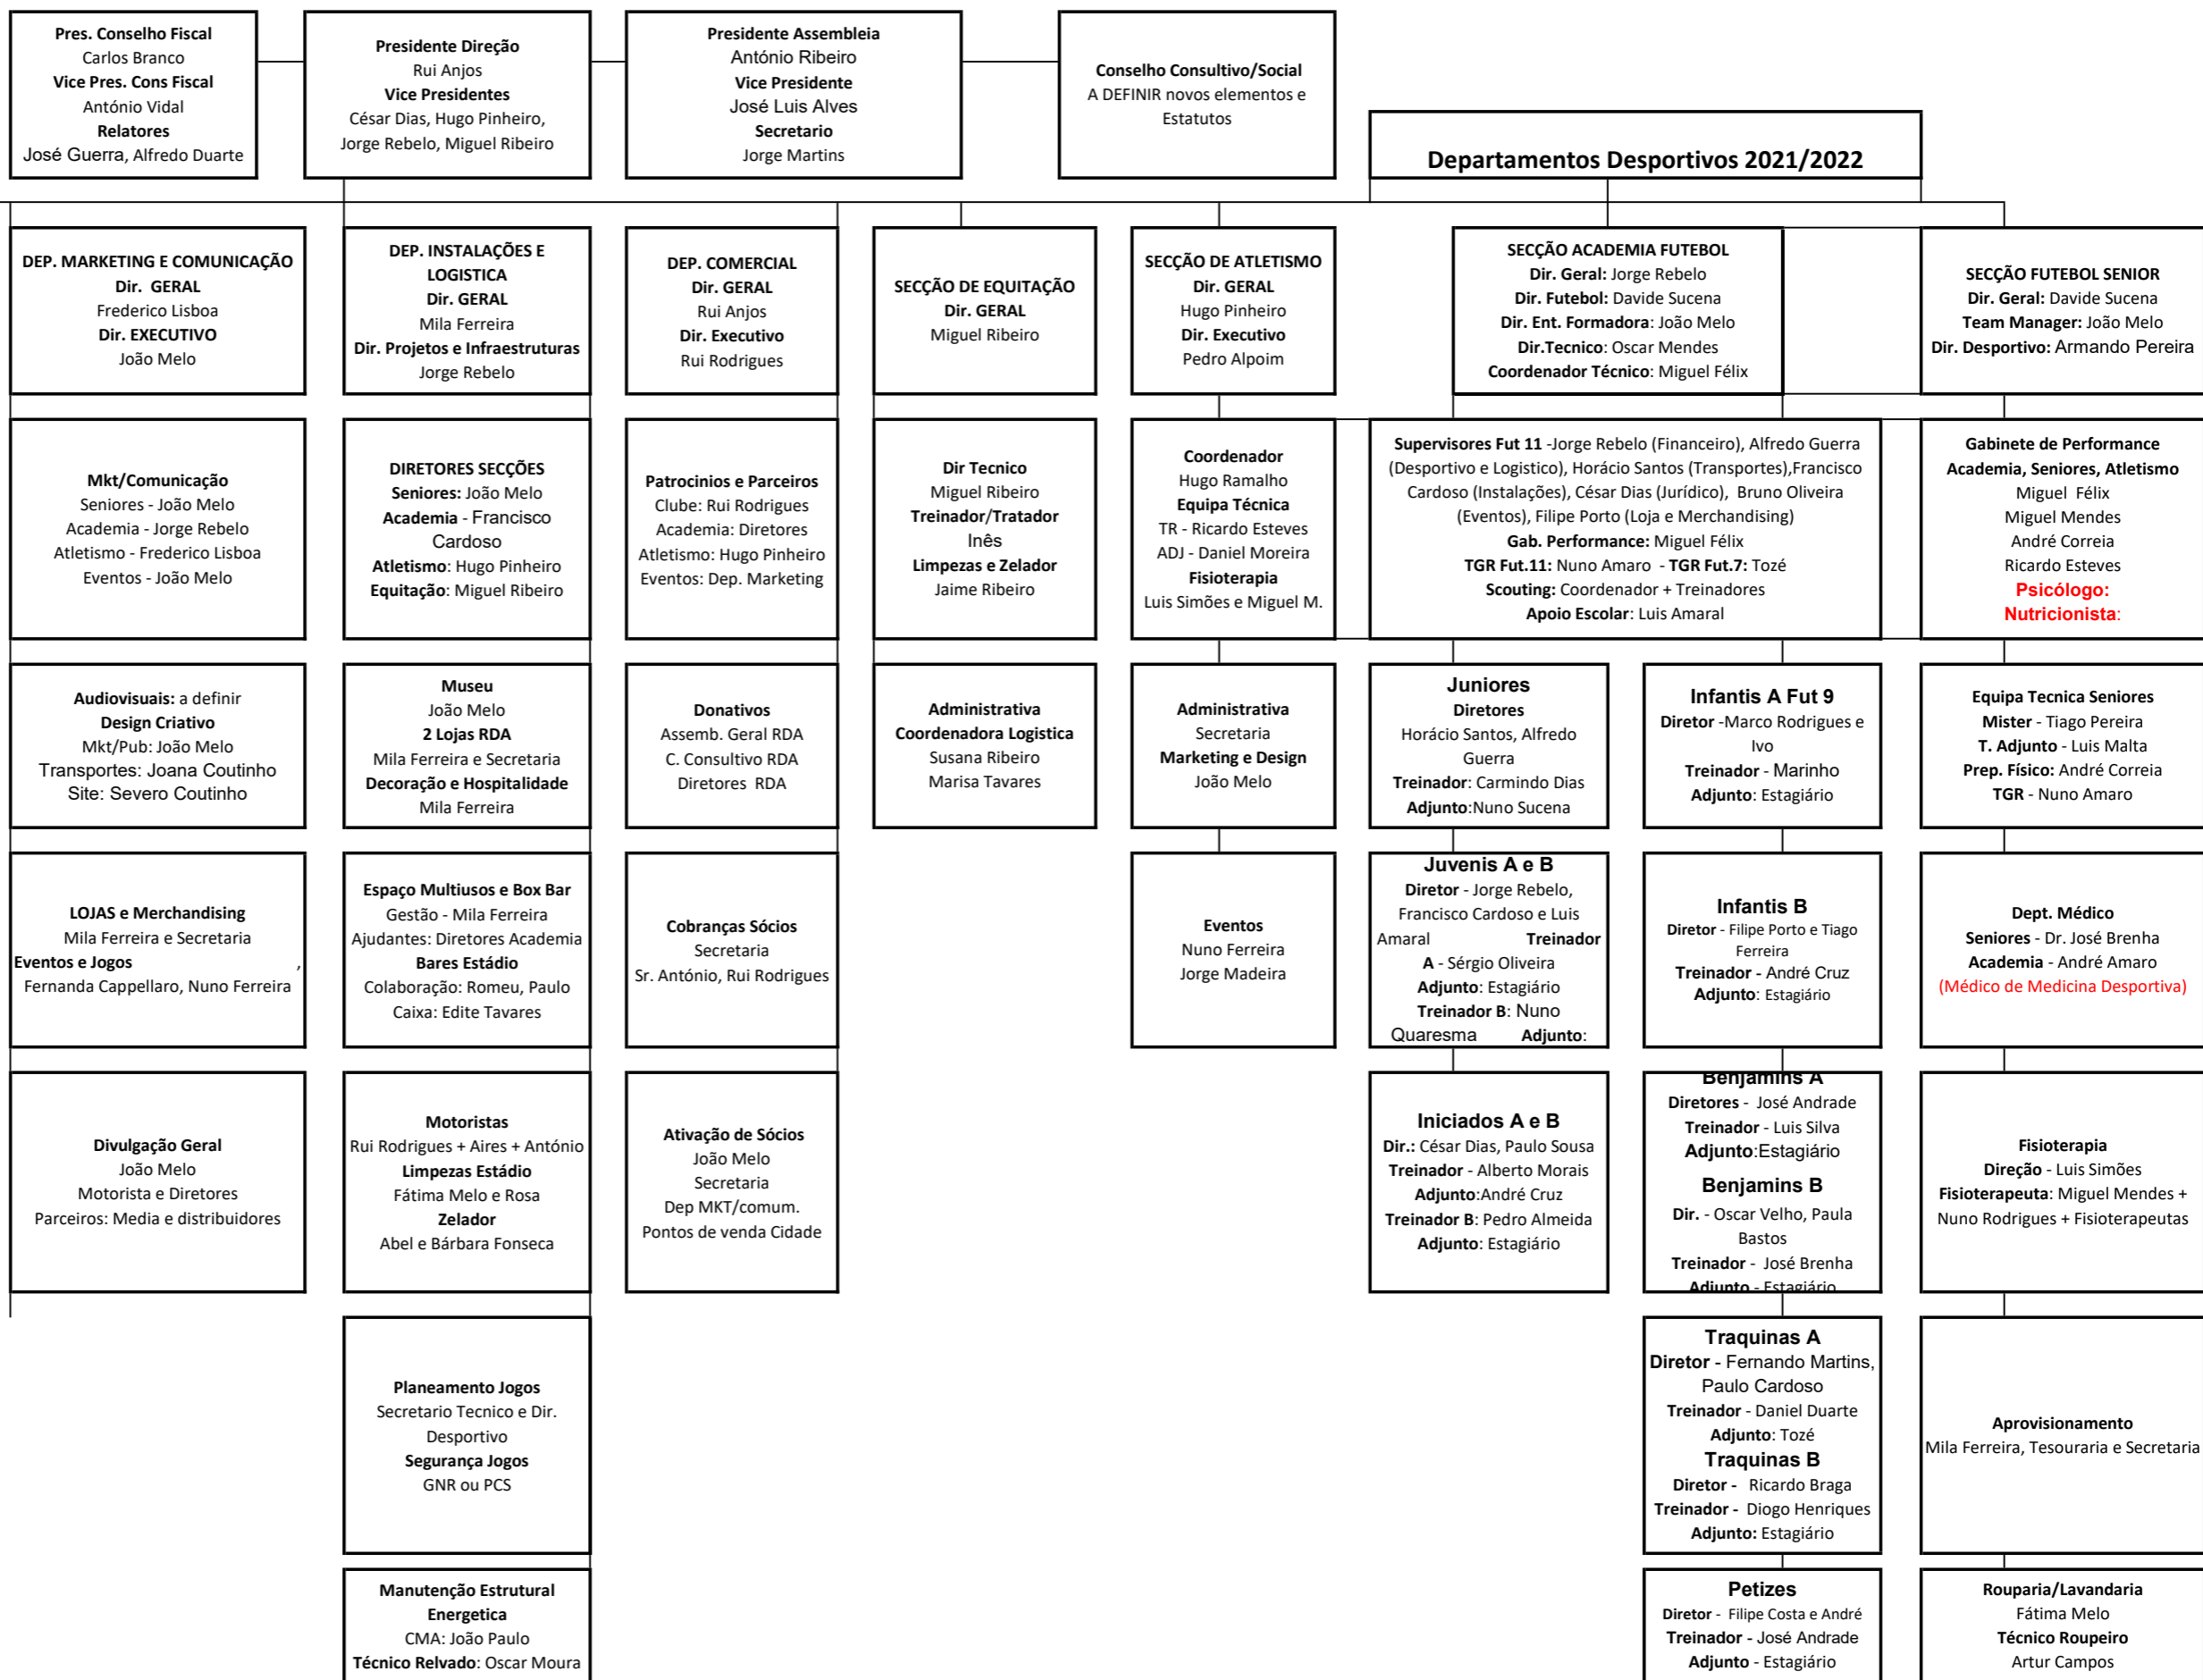 Pres. Conselho Fiscal
Carlos Branco
Vice Pres. Cons Fiscal
António Vidal
Relatores
José Guerra, Alfredo Duarte
Presidente Direção
Rui Anjos
Vice Presidentes
César Dias, Hugo Pinheiro,
Jorge Rebelo, Miguel Ribeiro
Presidente Assembleia
António Ribeiro
Vice Presidente
José Luis Alves
Secretario
Jorge Martins
Conselho Consultivo/Social
A DEFINIR novos elementos e
Estatutos
Departamentos Desportivos 2021/2022
DEP. MARKETING E COMUNICAÇÃO
Dir. GERAL
Frederico Lisboa
Dir. EXECUTIVO
João Melo
DEP. INSTALAÇÕES E
LOGISTICA
Dir. GERAL
Mila Ferreira
Dir. Projetos e Infraestruturas
Jorge Rebelo
DEP. COMERCIAL
Dir. GERAL
Rui Anjos
Dir. Executivo
Rui Rodrigues
SECÇÃO DE EQUITAÇÃO
Dir. GERAL
Miguel Ribeiro
SECÇÃO DE ATLETISMO
Dir. GERAL
Hugo Pinheiro
Dir. Executivo
Pedro Alpoim
SECÇÃO ACADEMIA FUTEBOL
Dir. Geral: Jorge Rebelo
Dir. Futebol: Davide Sucena
Dir. Ent. Formadora: João Melo
Dir.Tecnico: Oscar Mendes
Coordenador Técnico: Miguel Félix
SECÇÃO FUTEBOL SENIOR
Dir. Geral: Davide Sucena
Team Manager: João Melo
Dir. Desportivo: Armando Pereira
Mkt/Comunicação
Seniores - João Melo
Academia - Jorge Rebelo
Atletismo - Frederico Lisboa
Eventos - João Melo
DIRETORES SECÇÕES
Seniores: João Melo
Academia - Francisco
Cardoso
Atletismo: Hugo Pinheiro
Equitação: Miguel Ribeiro
Patrocinios e Parceiros
Clube: Rui Rodrigues
Academia: Diretores
Atletismo: Hugo Pinheiro
Eventos: Dep. Marketing
Dir Tecnico
Miguel Ribeiro
Treinador/Tratador
Inês
Limpezas e Zelador
Jaime Ribeiro
Coordenador
Hugo Ramalho
Equipa Técnica
TR - Ricardo Esteves
ADJ - Daniel Moreira
Fisioterapia
Luis Simões e Miguel M.
Supervisores Fut 11 -Jorge Rebelo (Financeiro), Alfredo Guerra
(Desportivo e Logistico), Horácio Santos (Transportes),Francisco
Cardoso (Instalações), César Dias (Jurídico), Bruno Oliveira
(Eventos), Filipe Porto (Loja e Merchandising)
Gab. Performance: Miguel Félix
TGR Fut.11: Nuno Amaro - TGR Fut.7: Tozé
Scouting: Coordenador + Treinadores
Apoio Escolar: Luis Amaral
Gabinete de Performance
Academia, Seniores, Atletismo
Miguel Félix
Miguel Mendes
André Correia
Ricardo Esteves
Psicólogo:
Nutricionista:
Audiovisuais: a definir
Design Criativo
Mkt/Pub: João Melo
Transportes: Joana Coutinho
Site: Severo Coutinho
Museu
João Melo
2 Lojas RDA
Mila Ferreira e Secretaria
Decoração e Hospitalidade
Mila Ferreira
Donativos
Assemb. Geral RDA
C. Consultivo RDA
Diretores RDA
Administrativa
Coordenadora Logistica
Susana Ribeiro
Marisa Tavares
Administrativa
Secretaria
Marketing e Design
João Melo
Juniores
Diretores
Horácio Santos, Alfredo
Guerra
Treinador: Carmindo Dias
Adjunto:Nuno Sucena
Infantis A Fut 9
Diretor -Marco Rodrigues e
Ivo
Treinador - Marinho
Adjunto: Estagiário
Equipa Tecnica Seniores
Mister - Tiago Pereira
T. Adjunto - Luis Malta
Prep. Físico: André Correia
TGR - Nuno Amaro
LOJAS e Merchandising
Mila Ferreira e Secretaria
Eventos e Jogos ,
Fernanda Cappellaro, Nuno Ferreira
Espaço Multiusos e Box Bar
Gestão - Mila Ferreira
Ajudantes: Diretores Academia
Bares Estádio
Colaboração: Romeu, Paulo
Caixa: Edite Tavares
Cobranças Sócios
Secretaria
Sr. António, Rui Rodrigues
Eventos
Nuno Ferreira
Jorge Madeira
Juvenis A e B
Diretor - Jorge Rebelo,
Francisco Cardoso e Luis
Amaral Treinador
A - Sérgio Oliveira
Adjunto: Estagiário
Treinador B: Nuno
Quaresma Adjunto:
Infantis B
Diretor - Filipe Porto e Tiago
Ferreira
Treinador - André Cruz
Adjunto: Estagiário
Dept. Médico
Seniores - Dr. José Brenha
Academia - André Amaro
(Médico de Medicina Desportiva)
Divulgação Geral
João Melo
Motorista e Diretores
Parceiros: Media e distribuidores
Motoristas
Rui Rodrigues + Aires + António
Limpezas Estádio
Fátima Melo e Rosa
Zelador
Abel e Bárbara Fonseca
Ativação de Sócios
João Melo
Secretaria
Dep MKT/comum.
Pontos de venda Cidade
Iniciados A e B
Dir.: César Dias, Paulo Sousa
Treinador - Alberto Morais
Adjunto:André Cruz
Treinador B: Pedro Almeida
Adjunto: Estagiário
Benjamins A
Diretores - José Andrade
Treinador - Luis Silva
Adjunto:Estagiário
Benjamins B
Dir. - Oscar Velho, Paula
Bastos
Treinador - José Brenha
Adjunto - Estagiário
Fisioterapia
Direção - Luis Simões
Fisioterapeuta: Miguel Mendes +
Nuno Rodrigues + Fisioterapeutas
Planeamento Jogos
Secretario Tecnico e Dir.
Desportivo
Segurança Jogos
GNR ou PCS
Traquinas A
Diretor - Fernando Martins,
Paulo Cardoso
Treinador - Daniel Duarte
Adjunto: Tozé
Traquinas B
Diretor - Ricardo Braga
Treinador - Diogo Henriques
Adjunto: Estagiário
Aprovisionamento
Mila Ferreira, Tesouraria e Secretaria
Manutenção Estrutural
Energetica
CMA: João Paulo
Técnico Relvado: Oscar Moura
Petizes
Diretor - Filipe Costa e André
Treinador - José Andrade
Adjunto - Estagiário
Rouparia/Lavandaria
Fátima Melo
Técnico Roupeiro
Artur Campos